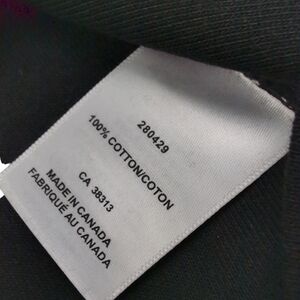 280429
100% COTTON/COTON
CA 38313
MADE IN CANADA
FABRIQUÉ AU CANADA